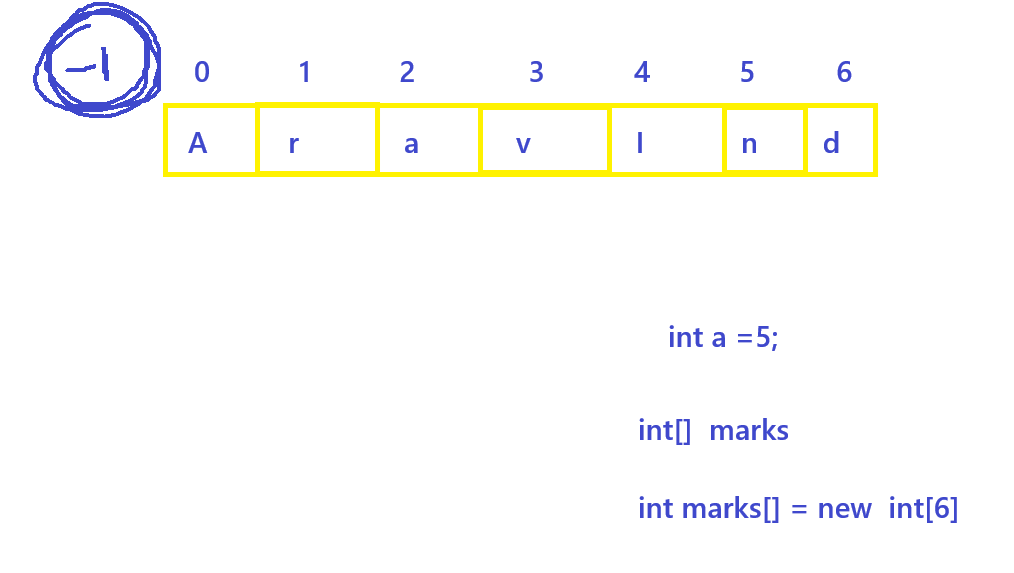 -1
0 1 2 3 4 5 6
A r a v I n d
int a =5;
int[] marks
int marks[] = new int[6]